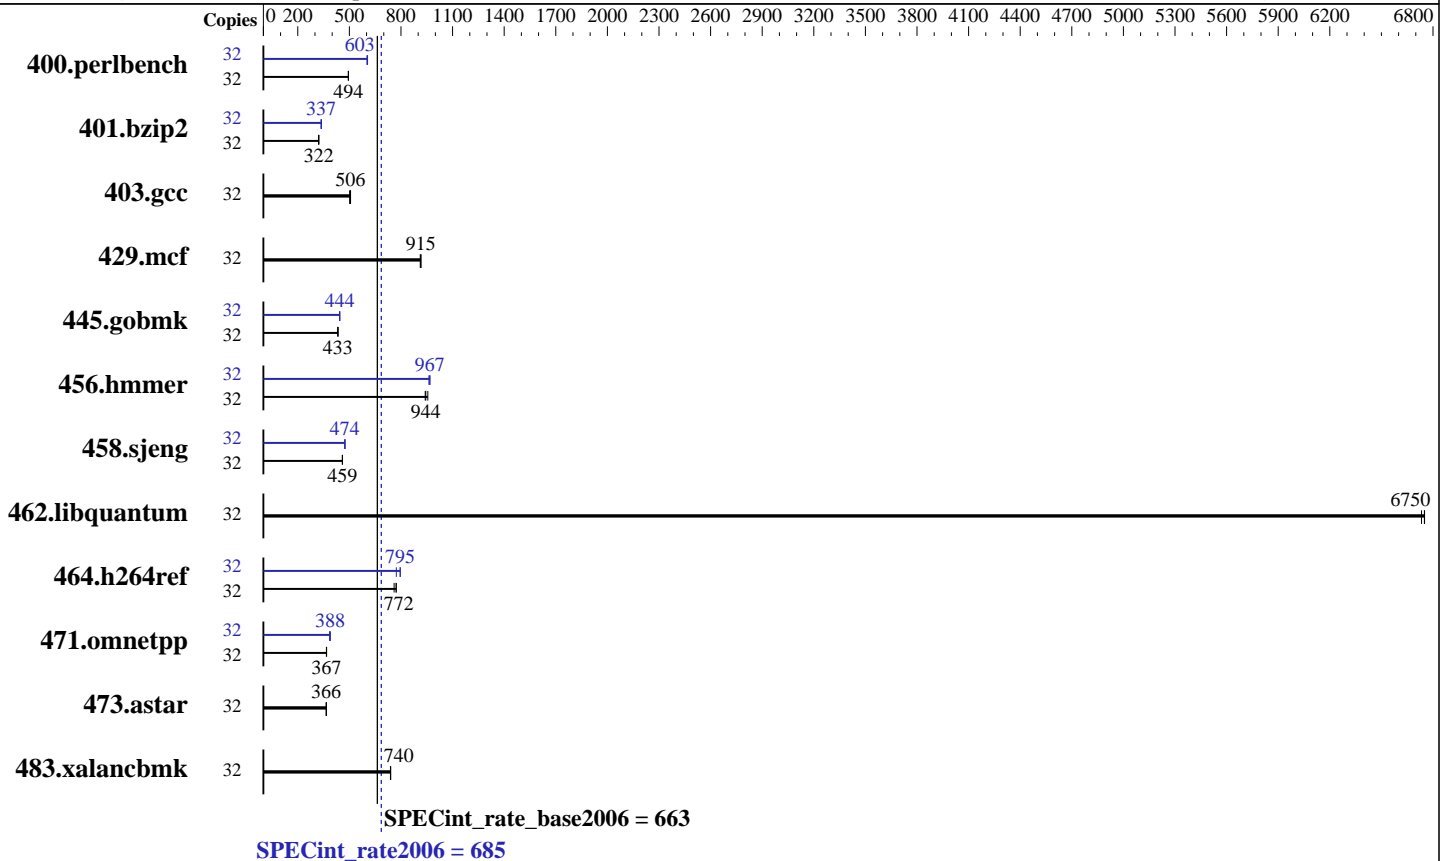 Copies 0 200 500 800 1100 1400 1700 2000 2300 2600 2900 3200 3500 3800 4100 4400 4700 5000 5300 5600 5900 6200 6800
400.perlbench 32 603
32 494
401.bzip2 32 337
32 322
403.gcc 32 506
429.mcf 32 915
445.gobmk 32 444
32 433
456.hmmer 32 967
32 944
458.sjeng 32 474
32 459
462.libquantum 32 6750
464.h264ref 32 795
32 772
471.omnetpp 32 388
32 367
473.astar 32 366
483.xalancbmk 32 740
SPECint_rate_base2006 = 663
SPECint_rate2006 = 685